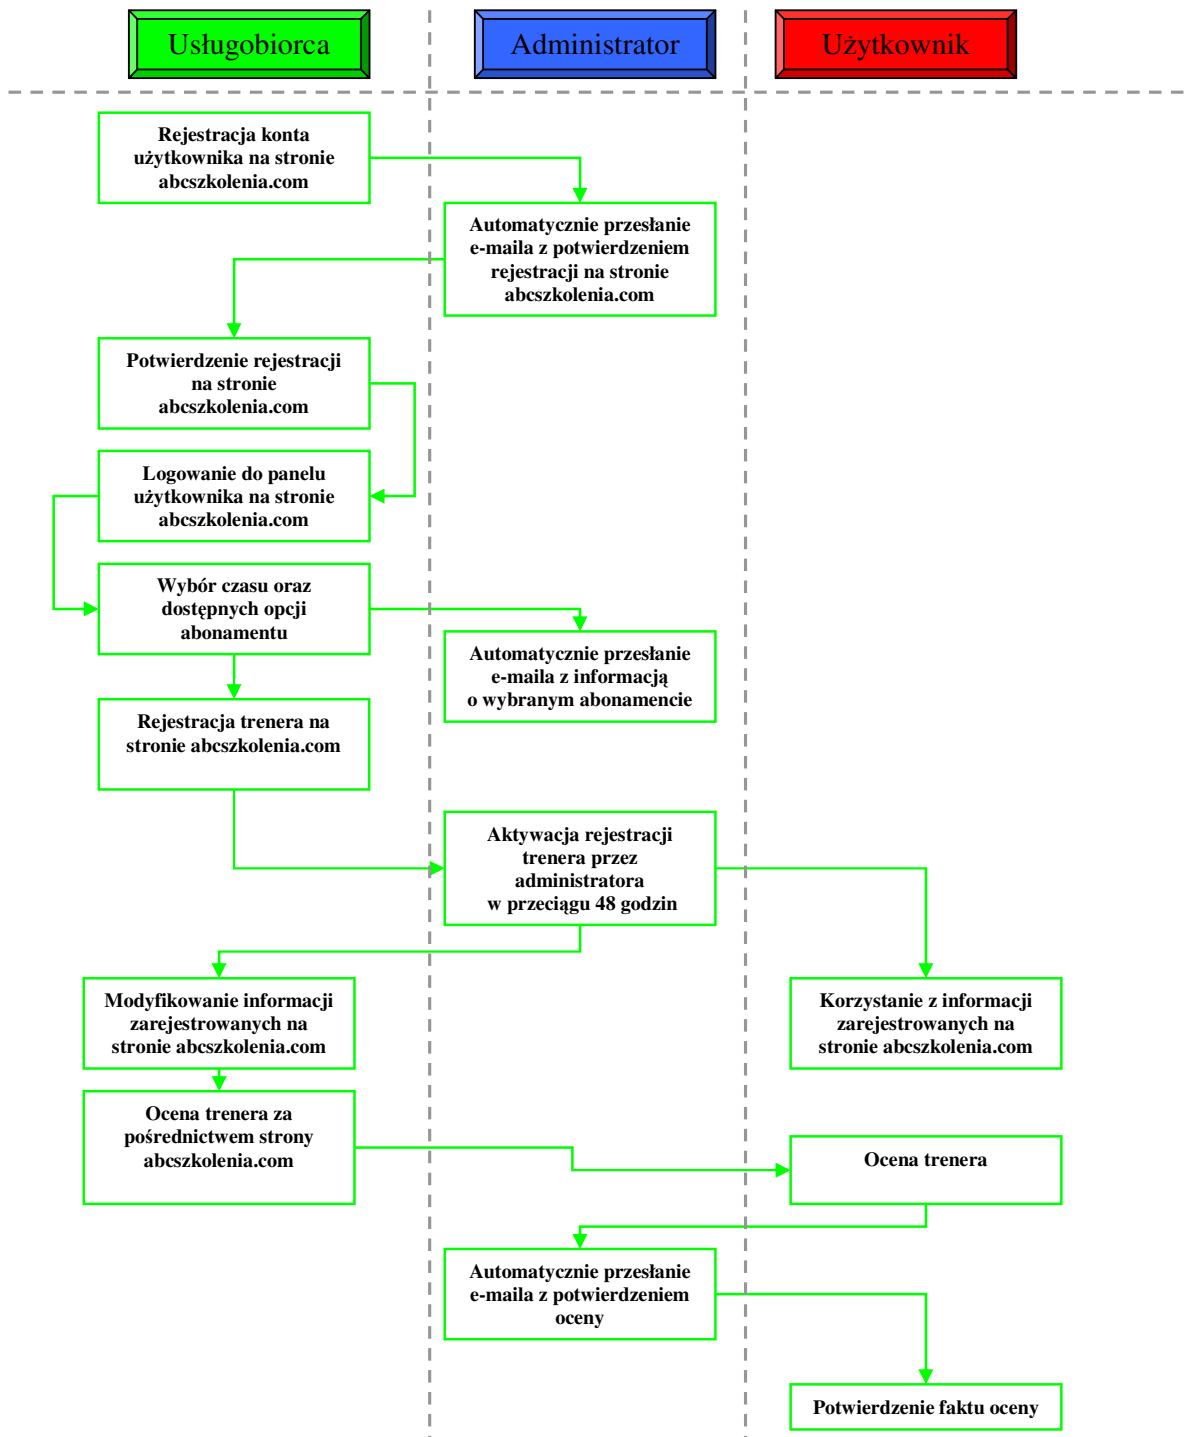 Usługobiorca
Administrator
Użytkownik
Rejestracja konta
użytkownika na stronie
abcszkolenia.com
Automatycznie przesłanie
e-maila z potwierdzeniem
rejestracji na stronie
abcszkolenia.com
Potwierdzenie rejestracji
na stronie
abcszkolenia.com
Logowanie do panelu
użytkownika na stronie
abcszkolenia.com
Wybór czasu oraz
dostępnych opcji
abonamentu
Automatycznie przesłanie
e-maila z informacją
o wybranym abonamencie
Rejestracja trenera na
stronie abcszkolenia.com
Aktywacja rejestracji
trenera przez
administratora
w przeciągu 48 godzin
Modyfikowanie informacji
zarejestrowanych na
stronie abcszkolenia.com
Korzystanie z informacji
zarejestrowanych na
stronie abcszkolenia.com
Ocena trenera za
pośrednictwem strony
abcszkolenia.com
Ocena trenera
Automatycznie przesłanie
e-maila z potwierdzeniem
oceny
Potwierdzenie faktu oceny